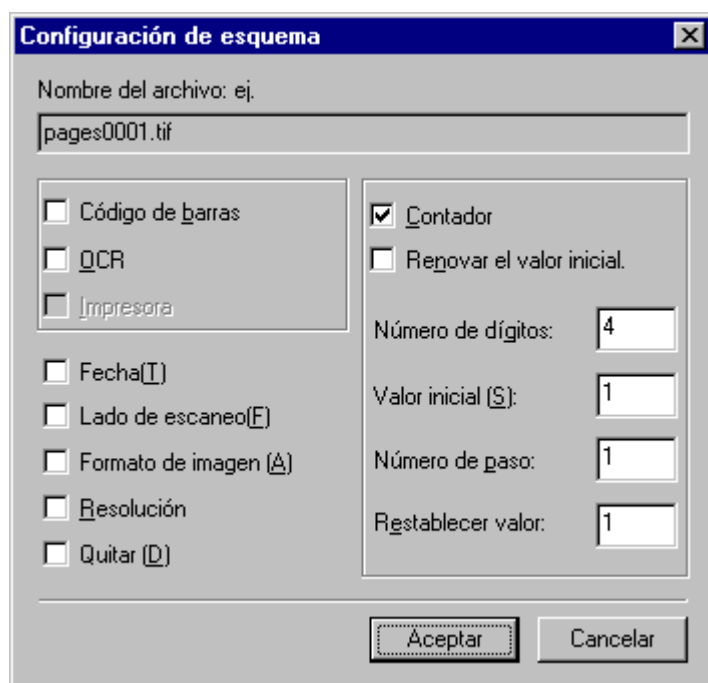 Configuración de esquema
Nombre del archivo: ej.
pages0001.tif
Código de barras
OCR
Impresora
Fecha(T)
Lado de escaneo(F)
Formato de imagen (A)
Resolución
Quitar (D)
Contador
Renovar el valor inicial.
Número de dígitos: 4
Valor inicial (S): 1
Número de paso: 1
Restablecer valor: 1
Aceptar Cancelar